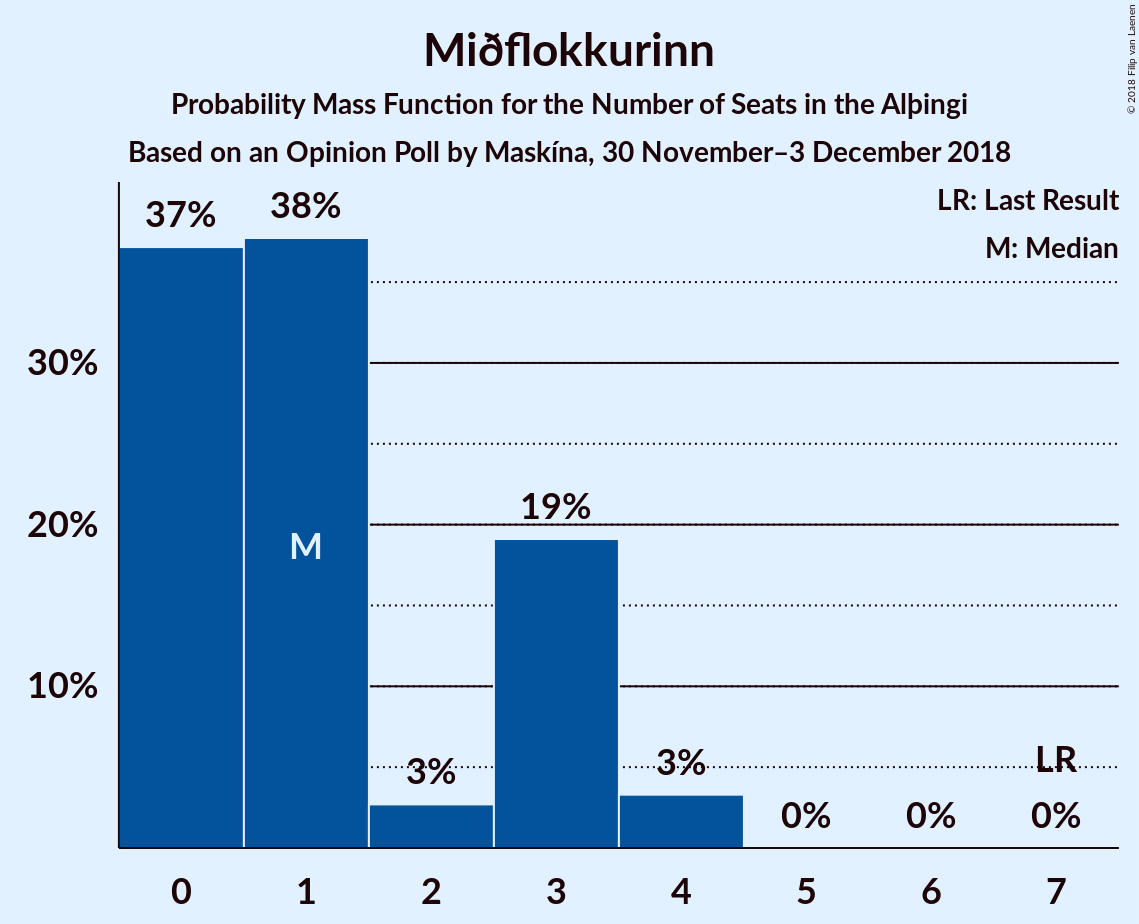 Miðflokkurinn
Probability Mass Function for the Number of Seats in the Alþingi
Based on an Opinion Poll by Maskína, 30 November–3 December 2018
© 2018 Filip van Laenen
LR: Last Result
M: Median
37%
38%
30%
20%
19%
M
10%
3%
3%
LR
0%
0%
0%
0
1
2
3
4
5
6
7